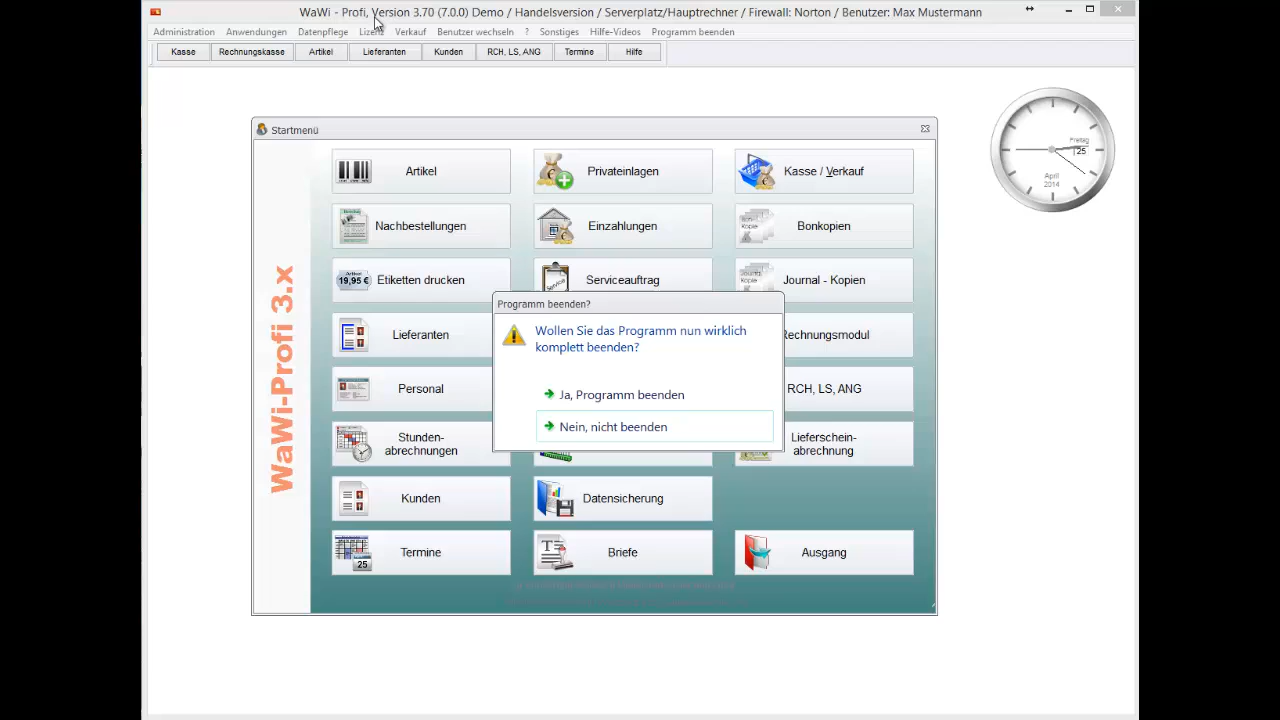 WaWi - Profi, Version 3.70 (7.0.0) Demo / Handelsversion / Serverplatz/Hauptrechner / Firewall: Norton / Benutzer: Max Mustermann
Administration Anwendungen Datenpflege Lizenz Verkauf Benutzer wechseln ? Sonstiges Hilfe-Videos Programm beenden
Kasse Rechnungskasse Artikel Lieferanten Kunden RCH, LS, ANG Termine Hilfe
Freitag
25
April
2014
Startmenü
WaWi-Profi 3.x
Artikel Privateinlagen Kasse / Verkauf
Nachbestellungen Einzahlungen Bonkopien
19,95 € Etiketten drucken Serviceauftrag Journal - Kopien
Lieferanten Rechnungsmodul
Personal RCH, LS, ANG
Stunden-
abrechnungen
Lieferschein-
abrechnung
Kunden Datensicherung
25 Termine Briefe Ausgang
Programm beenden?
Wollen Sie das Programm nun wirklich
komplett beenden?
Ja, Programm beenden
Nein, nicht beenden